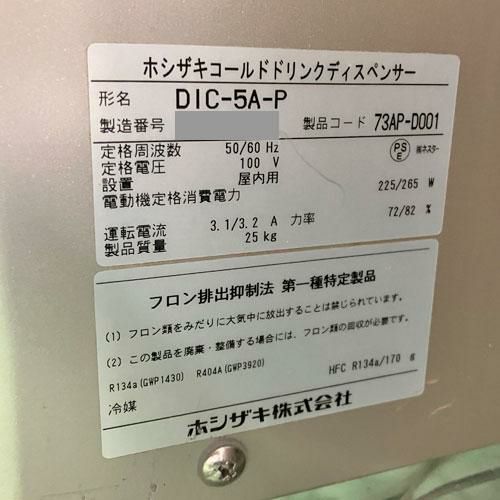 ホシザキコールドドリンクディスペンサー
形名 DIC-5A-P
製造番号 製品コード 73AP-D001
定格周波数 50/60 Hz PSE ㈱ネスター
定格電圧 100 V
設置 屋内用
電動機定格消費電力 225/265 W
運転電流 3.1/3.2 A 力率 72/82 %
製品質量 25 kg
フロン排出抑制法 第一種特定製品
(1) フロン類をみだりに大気中に放出することは禁じられています。
(2) この製品を廃棄・整備する場合には、フロン類の回収が必要です。
R134a(GWP1430) R404A(GWP3920)
冷媒 HFC R134a/170 g
ホシザキ株式会社